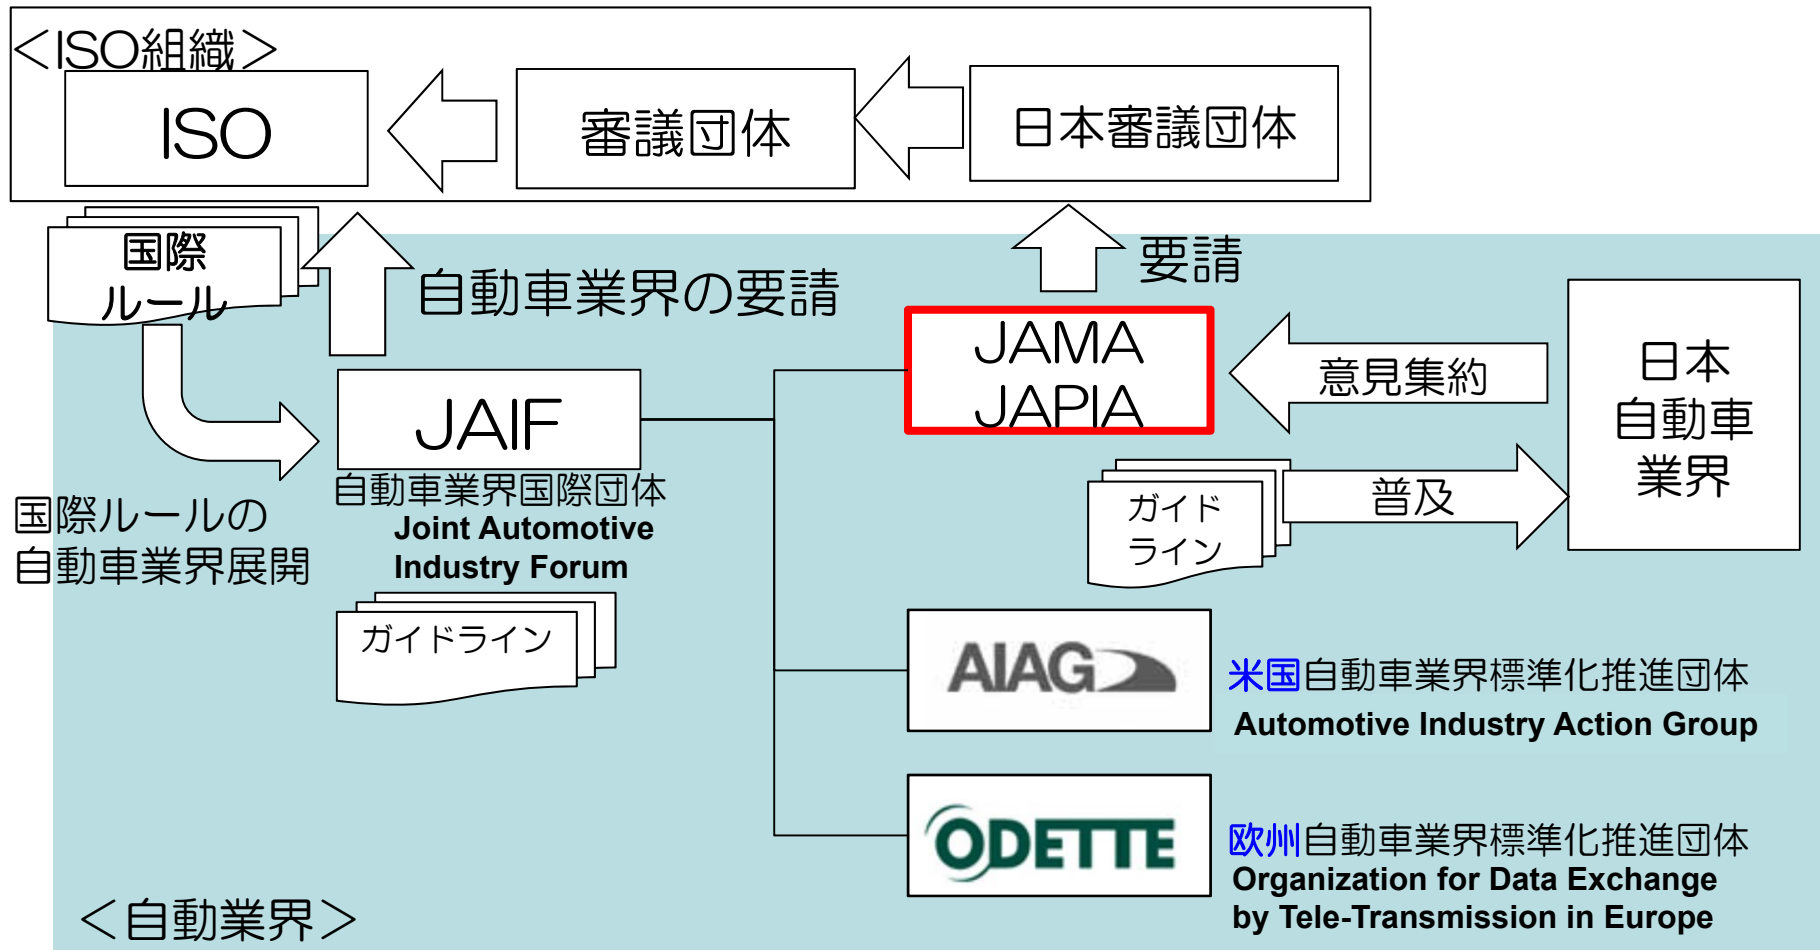 ＜ISO組織＞
ISO
審議団体
日本審議団体
国際
ルール
自動車業界の要請
要請
JAMA
JAPIA
意見集約
日本
自動車
業界
JAIF
自動車業界国際団体
Joint Automotive
Industry Forum
国際ルールの
自動車業界展開
ガイド
ライン
普及
ガイドライン
AIAG
米国自動車業界標準化推進団体
Automotive Industry Action Group
ODETTE
欧州自動車業界標準化推進団体
Organization for Data Exchange
by Tele-Transmission in Europe
＜自動業界＞